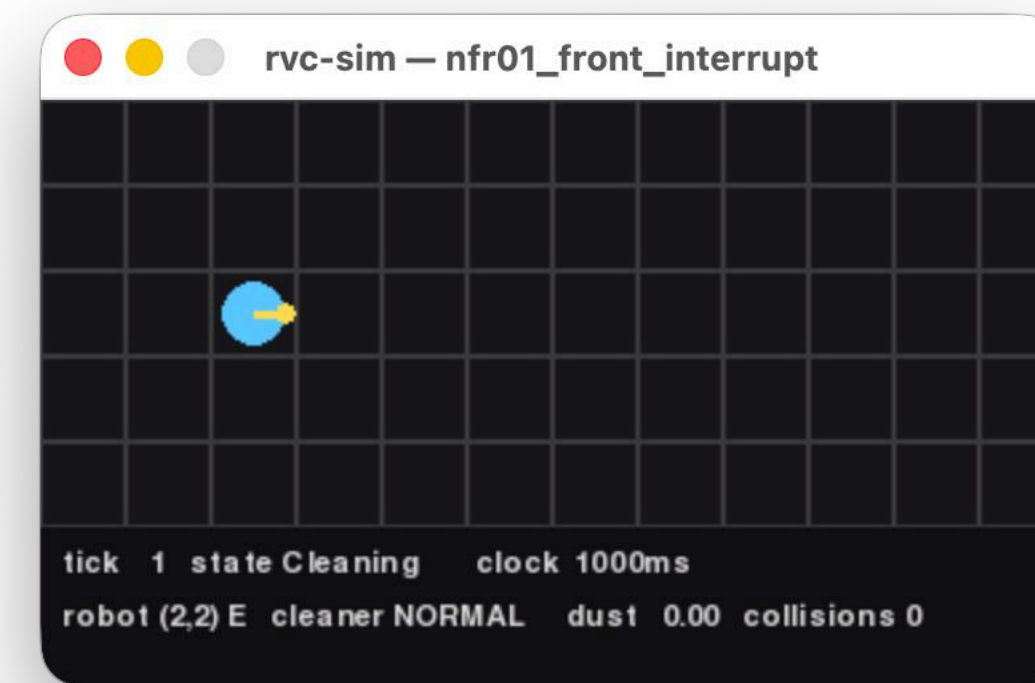 rvc-sim — nfr01_front_interrupt
tick 1 state Cleaning clock 1000ms
robot (2,2) E cleaner NORMAL dust 0.00 collisions 0